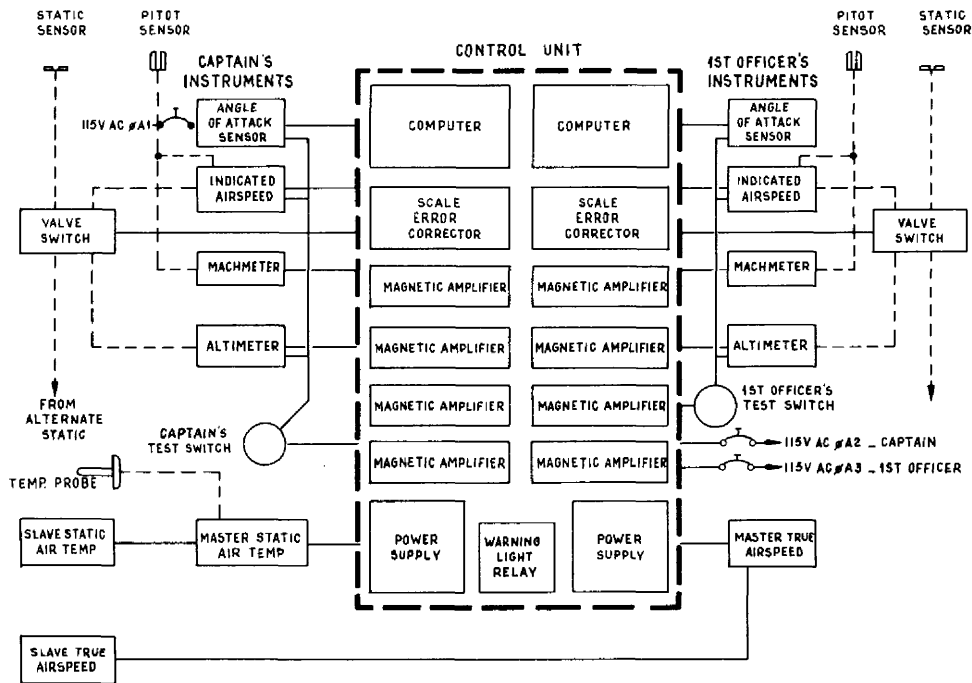 STATIC
SENSOR
PITOT
SENSOR
CAPTAIN'S
INSTRUMENTS
CONTROL UNIT
1ST OFFICER'S
INSTRUMENTS
PITOT
SENSOR
STATIC
SENSOR
115V AC ØA1
ANGLE
OF ATTACK
SENSOR
COMPUTER
COMPUTER
ANGLE
OF ATTACK
SENSOR
INDICATED
AIRSPEED
SCALE
ERROR
CORRECTOR
SCALE
ERROR
CORRECTOR
INDICATED
AIRSPEED
VALVE
SWITCH
VALVE
SWITCH
MACHMETER
MAGNETIC AMPLIFIER
MAGNETIC AMPLIFIER
MACHMETER
ALTIMETER
MAGNETIC AMPLIFIER
MAGNETIC AMPLIFIER
ALTIMETER
FROM
ALTERNATE
STATIC
CAPTAIN'S
TEST SWITCH
MAGNETIC AMPLIFIER
MAGNETIC AMPLIFIER
1ST OFFICER'S
TEST SWITCH
MAGNETIC AMPLIFIER
MAGNETIC AMPLIFIER
115V AC ØA2 _ CAPTAIN
115V AC ØA3 _ 1ST OFFICER
TEMP. PROBE
SLAVE STATIC
AIR TEMP
MASTER STATIC
AIR TEMP
POWER
SUPPLY
WARNING
LIGHT
RELAY
POWER
SUPPLY
MASTER TRUE
AIRSPEED
SLAVE TRUE
AIRSPEED